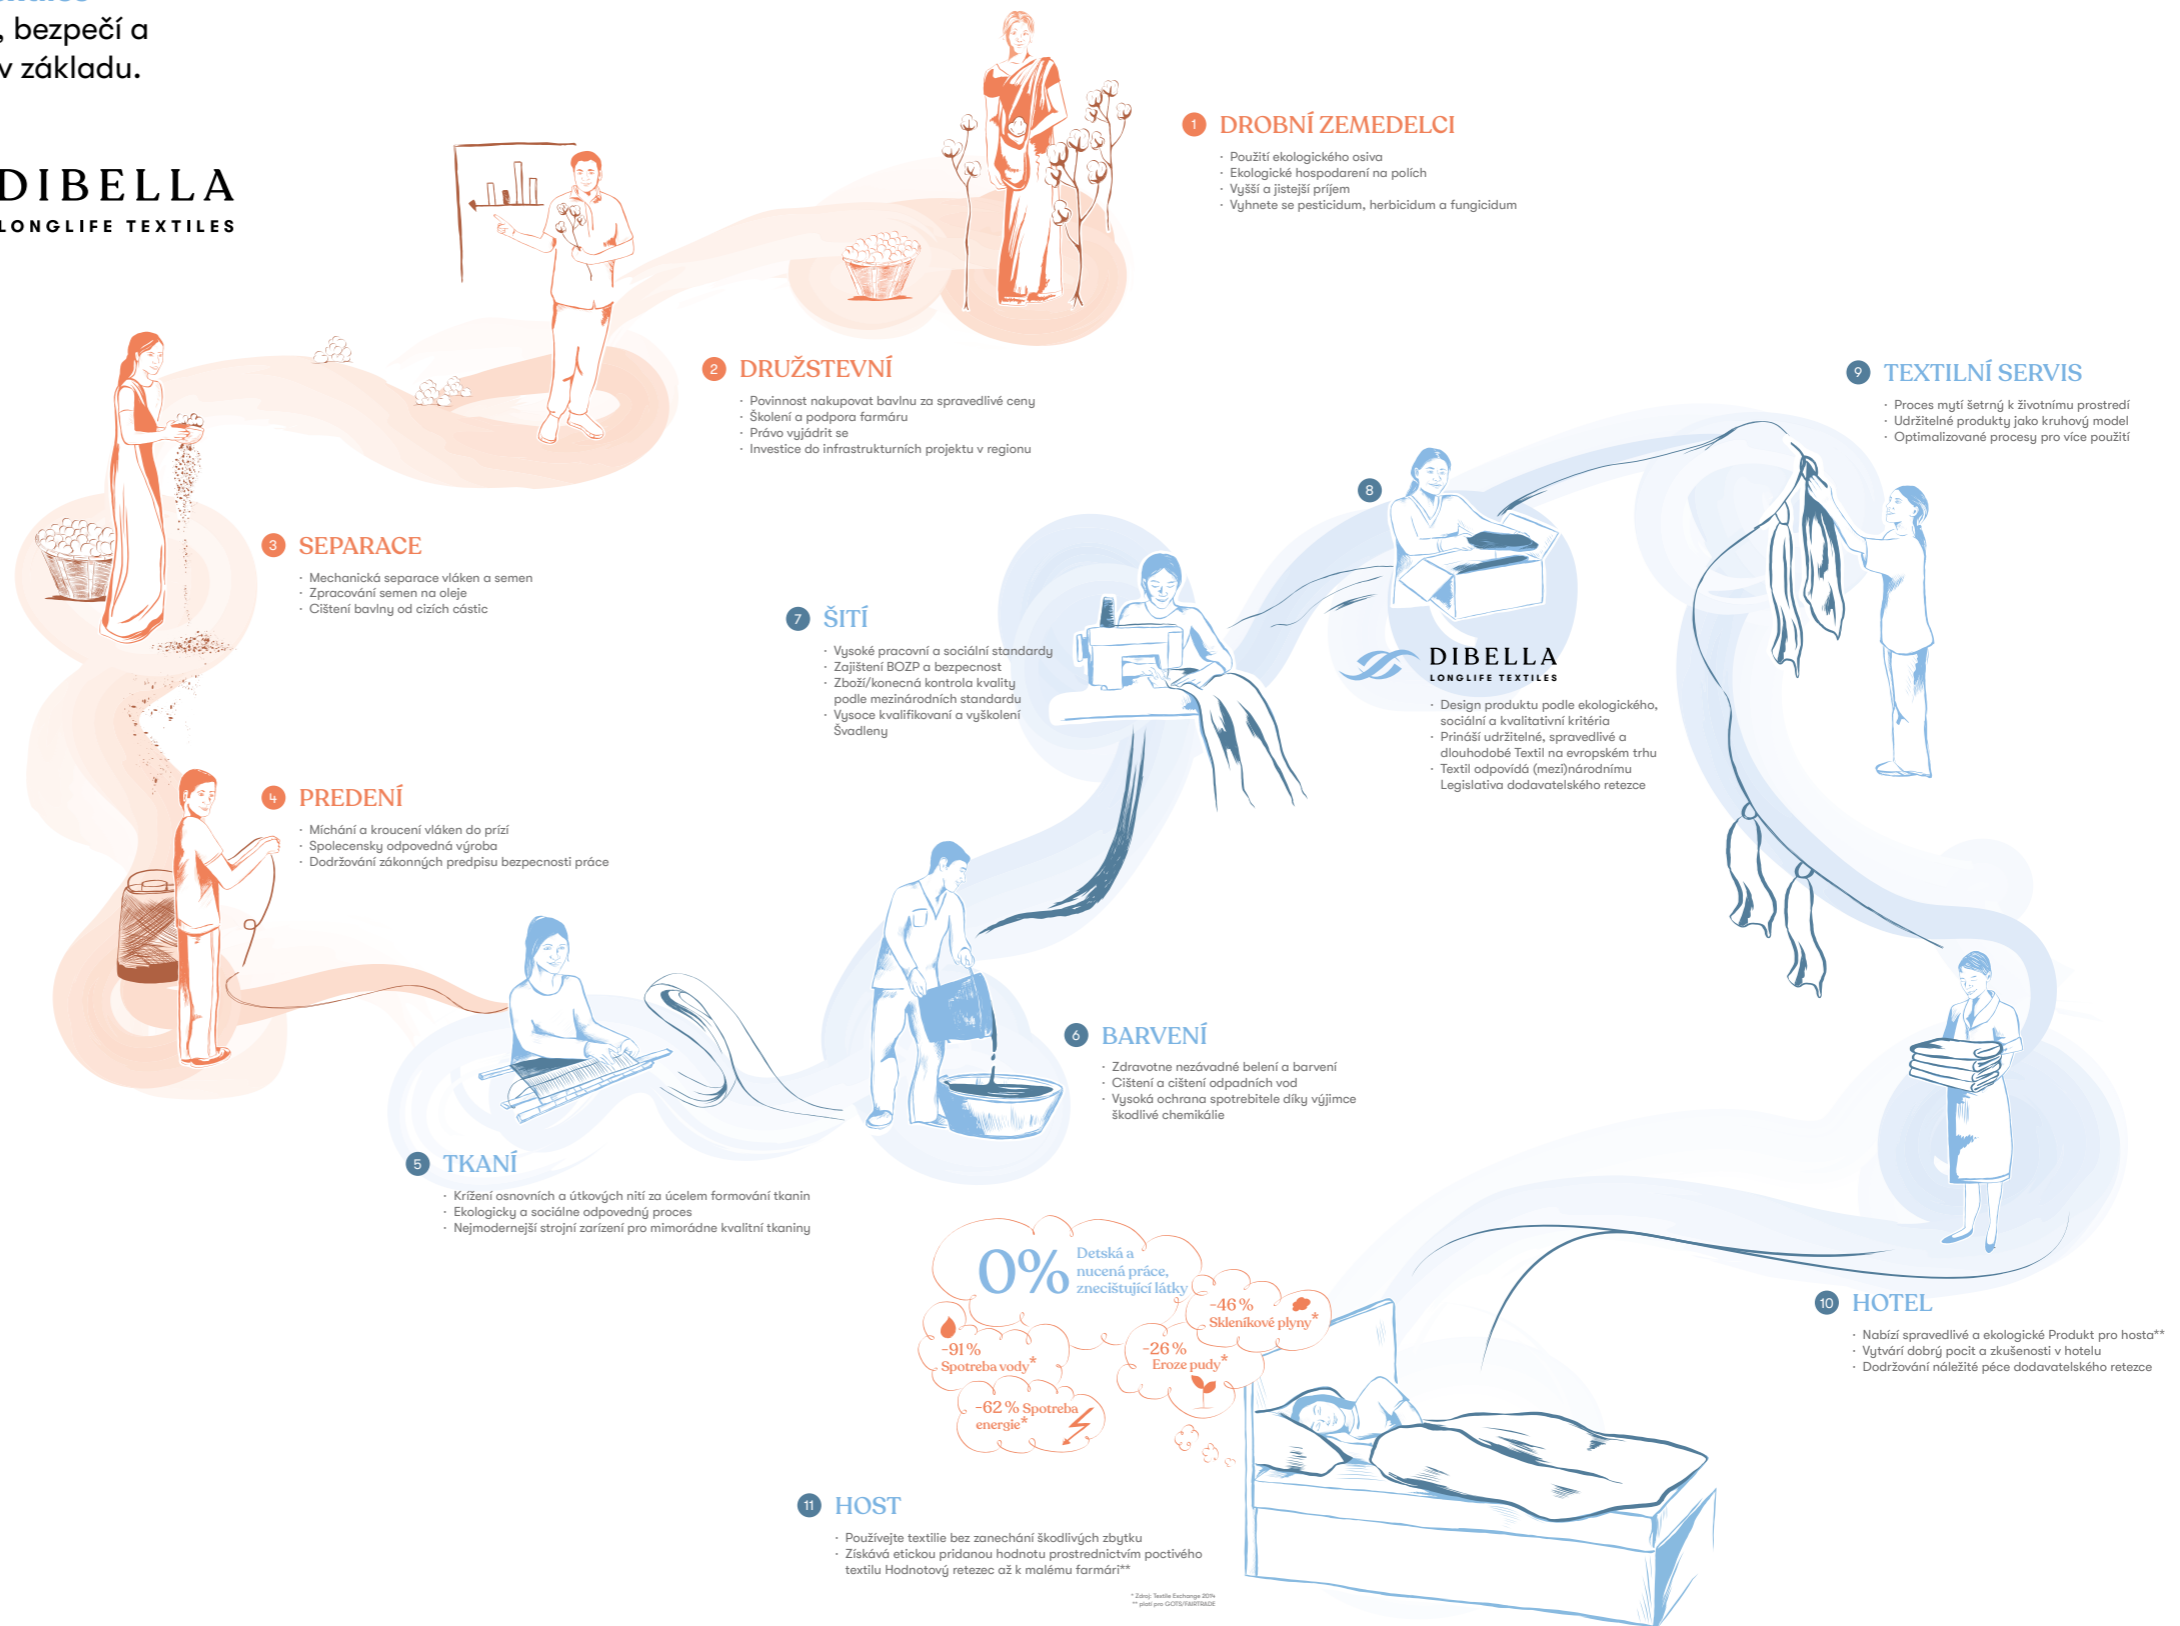 , bezpečí a
v základu.
DIBELLA
LONGLIFE TEXTILES
1 DROBNÍ ZEMEDELCI
· Použití ekologického osiva
· Ekologické hospodarení na polích
· Vyšší a jistejší príjem
· Vyhnete se pesticidum, herbicidum a fungicidum
2 DRUŽSTEVNÍ
· Povinnost nakupovat bavlnu za spravedlivé ceny
· Školení a podpora farmáru
· Právo vyjádrit se
· Investice do infrastrukturních projektu v regionu
3 SEPARACE
· Mechanická separace vláken a semen
· Zpracování semen na oleje
· Cištení bavlny od cizích cástic
4 PREDENÍ
· Míchání a kroucení vláken do prízí
· Spolecensky odpovedná výroba
· Dodržování zákonných predpisu bezpecnosti práce
5 TKANÍ
· Krížení osnovních a útkových nití za úcelem formování tkanin
· Ekologicky a sociálne odpovedný proces
· Nejmodernejší strojní zarízení pro mimorádne kvalitní tkaniny
6 BARVENÍ
· Zdravotne nezávadné belení a barvení
· Cištení a cištení odpadních vod
· Vysoká ochrana spotrebitele díky výjimce
škodlivé chemikálie
7 ŠITÍ
· Vysoké pracovní a sociální standardy
· Zajištení BOZP a bezpecnost
· Zboží/konecná kontrola kvality
podle mezinárodních standardu
· Vysoce kvalifikovaní a vyškolení
Švadleny
8
DIBELLA
LONGLIFE TEXTILES
· Design produktu podle ekologického,
sociální a kvalitativní kritéria
· Prináší udržitelné, spravedlivé a
dlouhodobé Textil na evropském trhu
· Textil odpovídá (mezi)národnímu
Legislativa dodavatelského retezce
9 TEXTILNÍ SERVIS
· Proces mytí šetrný k životnímu prostredí
· Udržitelné produkty jako kruhový model
· Optimalizované procesy pro více použití
10 HOTEL
· Nabízí spravedlivé a ekologické Produkt pro hosta**
· Vytvárí dobrý pocit a zkušenosti v hotelu
· Dodržování náležité péce dodavatelského retezce
0% Detská a
nucená práce,
znecištující látky
-46 %
Skleníkové plyny*
-91 %
Spotreba vody*
-26 %
Eroze pudy*
-62 % Spotreba
energie*
11 HOST
· Používejte textilie bez zanechání škodlivých zbytku
· Získává etickou pridanou hodnotu prostrednictvím poctivého
textilu Hodnotový retezec až k malému farmári**
* Zdroj: Textile Exchange 2014
** platí pro GOTS/FAIRTRADE